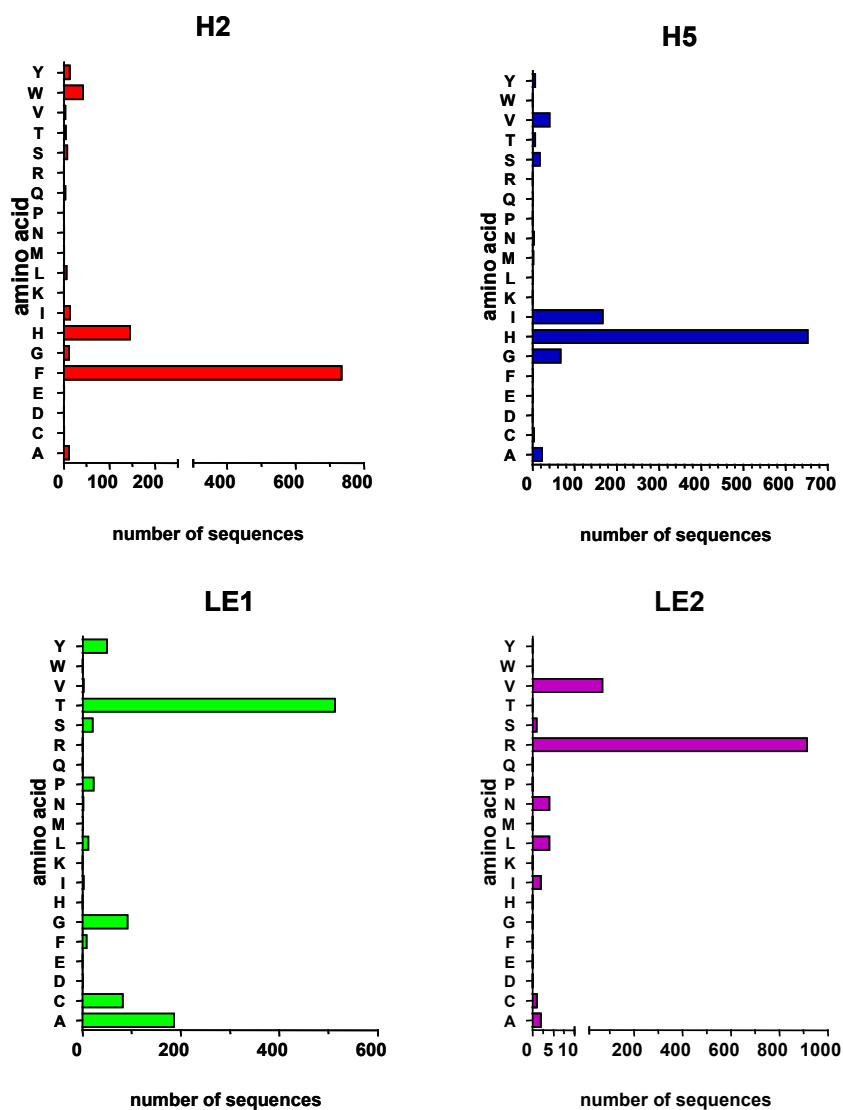 H2
Y
W
V
T
S
R
Q
P
N
M
L
K
I
H
G
F
E
D
C
A
amino acid
0 100 200 400 600 800
number of sequences
H5
Y
W
V
T
S
R
Q
P
N
M
L
K
I
H
G
F
E
D
C
A
amino acid
0 100 200 300 400 500 600 700
number of sequences
LE1
Y
W
V
T
S
R
Q
P
N
M
L
K
I
H
G
F
E
D
C
A
amino acid
0 200 400 600
number of sequences
LE2
Y
W
V
T
S
R
Q
P
N
M
L
K
I
H
G
F
E
D
C
A
amino acid
0 5 10 200 400 600 800 1000
number of sequences